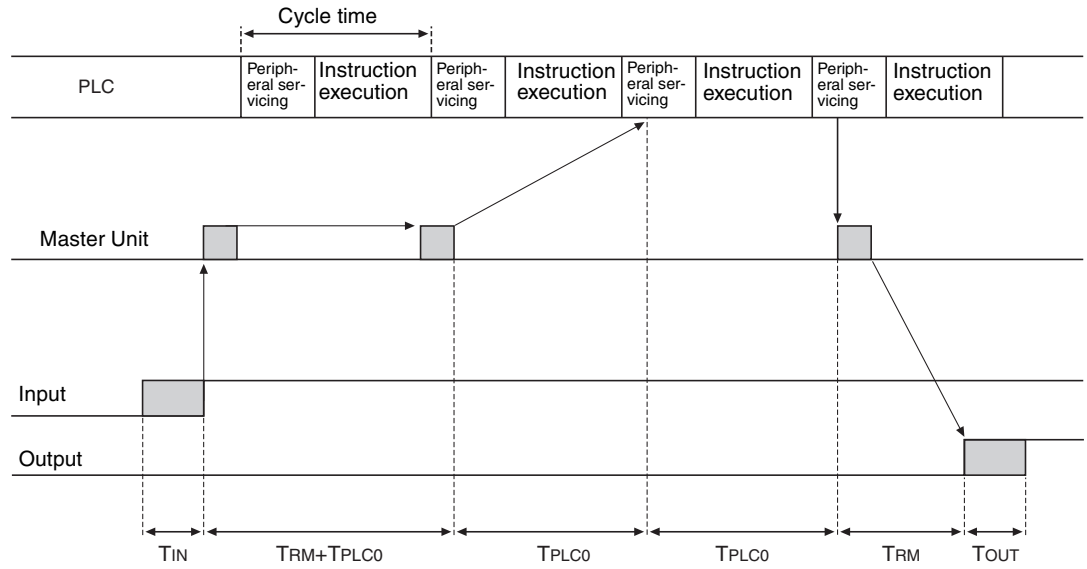 Cycle time
PLC
Periph-
eral ser-
vicing
Instruction
execution
Periph-
eral ser-
vicing
Instruction
execution
Periph-
eral ser-
vicing
Instruction
execution
Periph-
eral ser-
vicing
Instruction
execution
Master Unit
Input
Output
TIN
TRM+TPLC0
TPLC0
TPLC0
TRM
TOUT